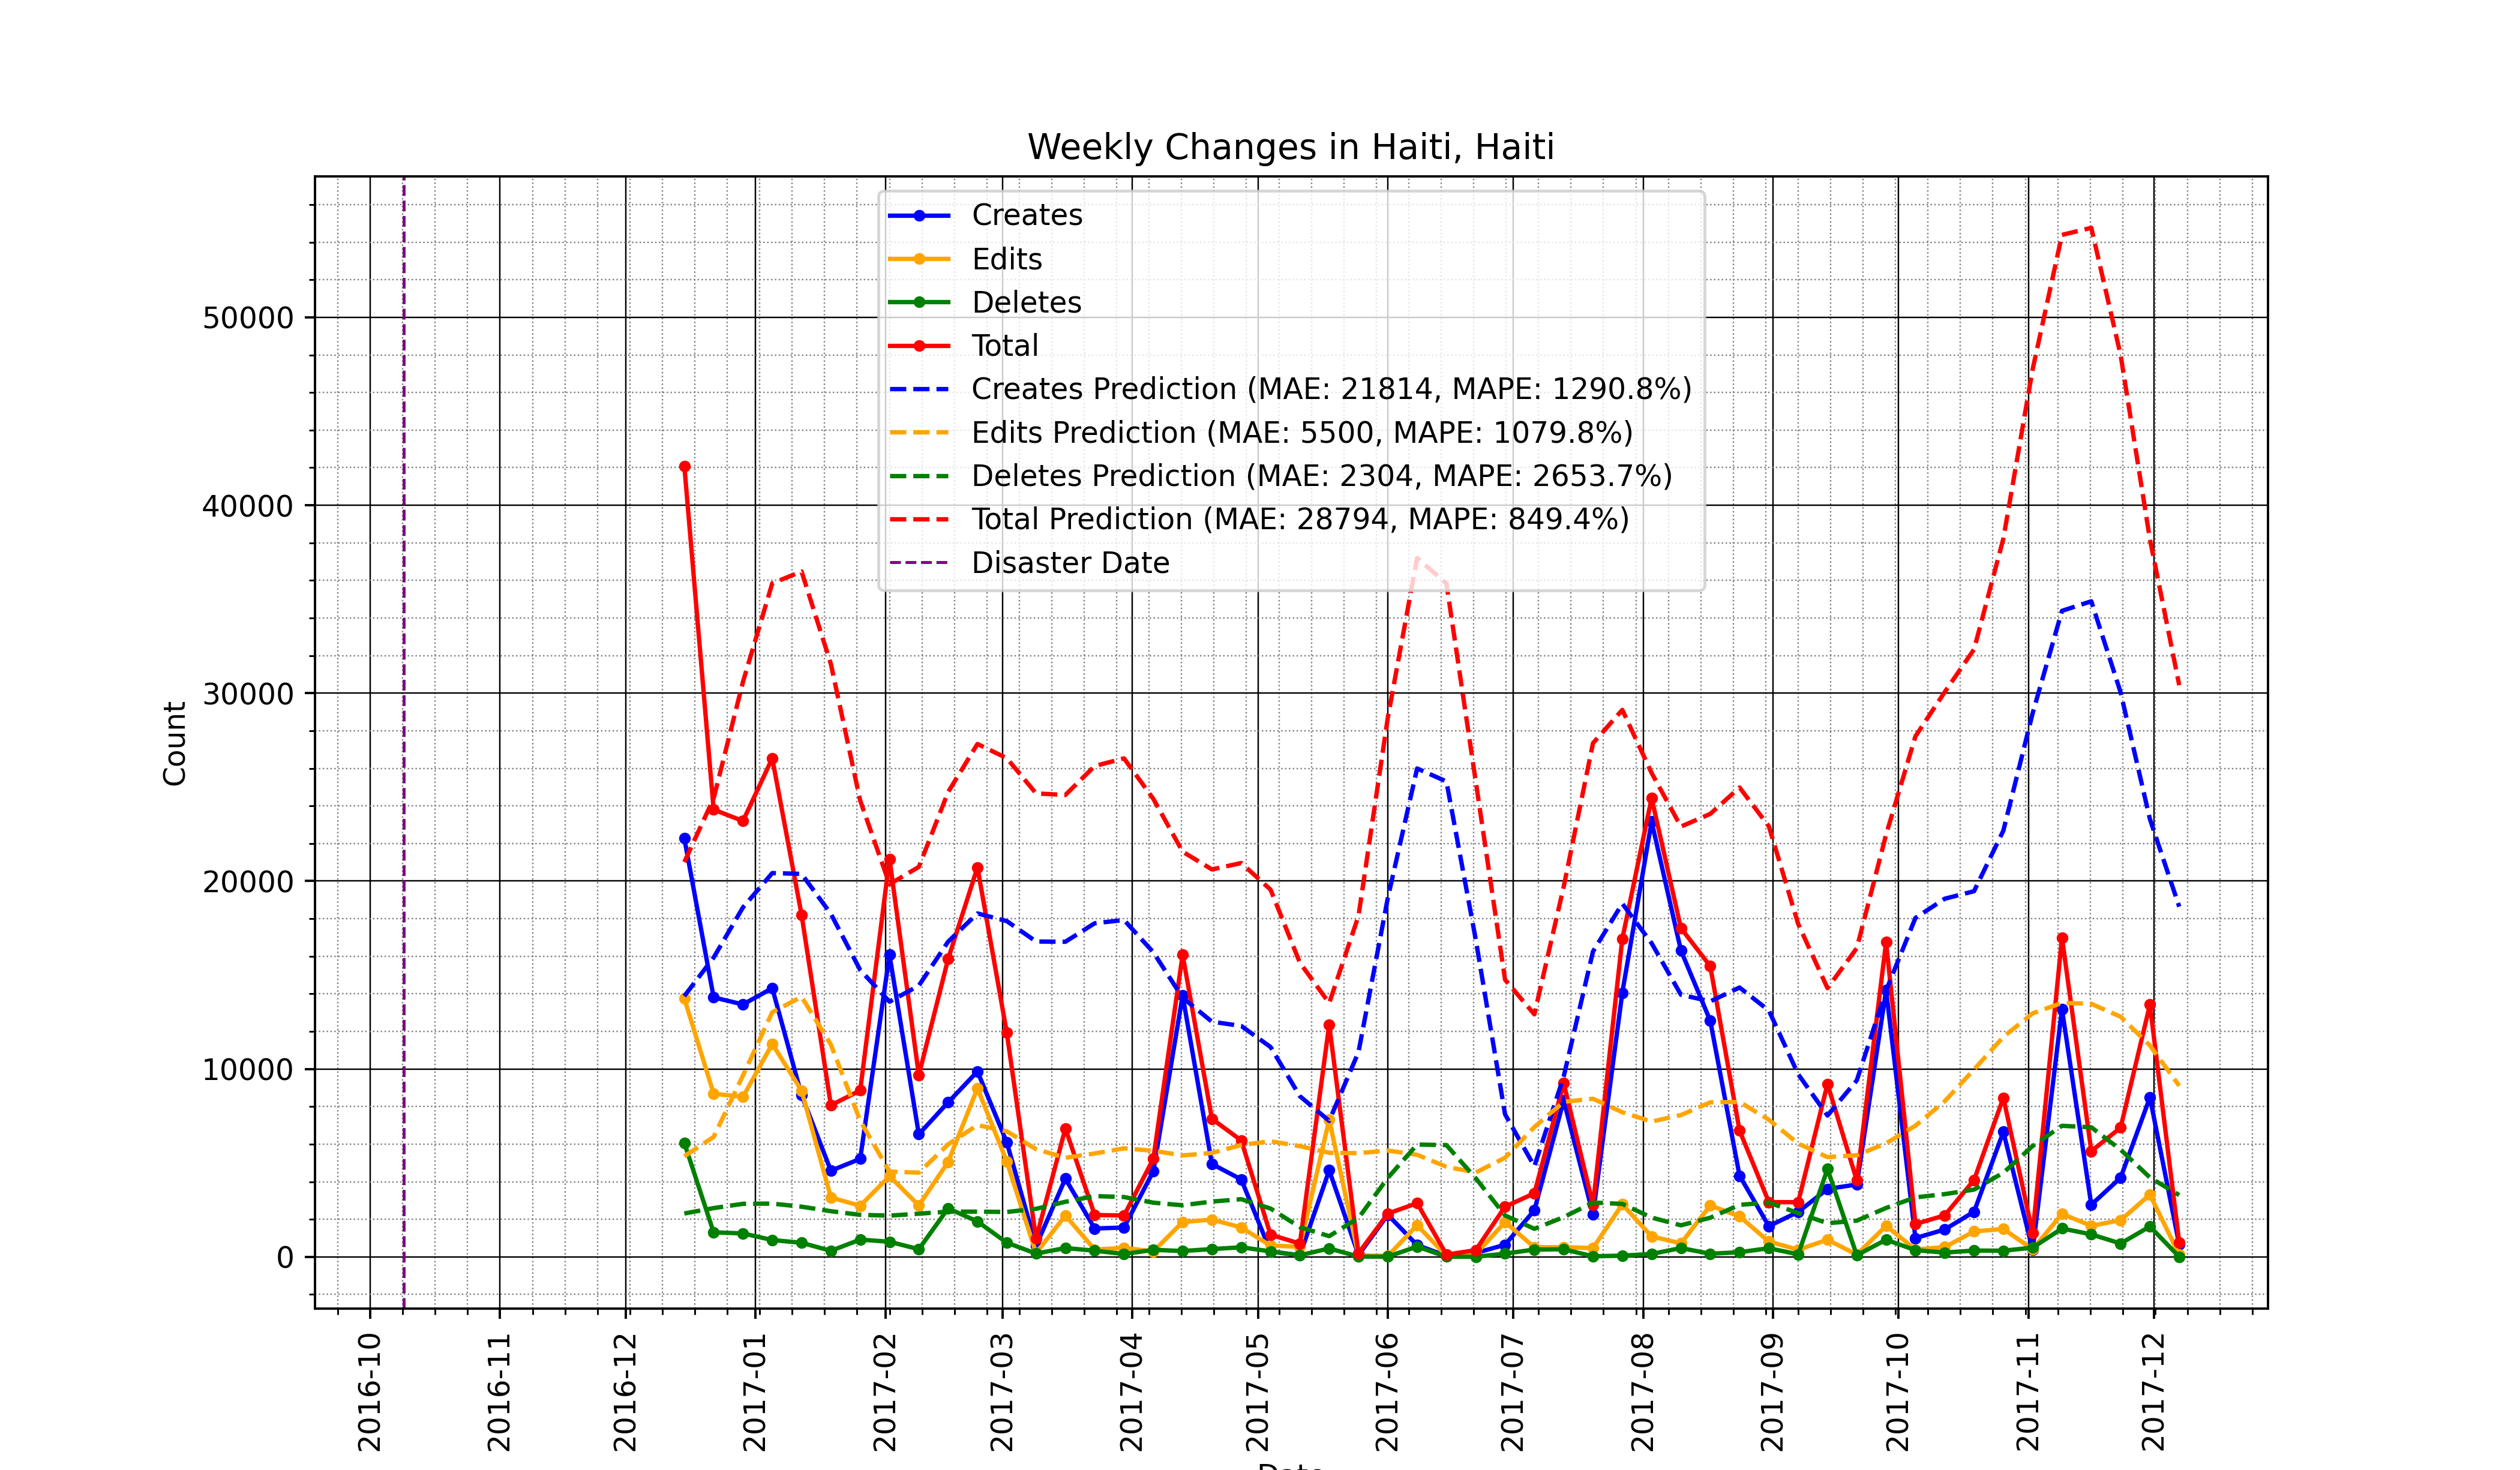 Weekly Changes in Haiti, Haiti
Creates
Edits
Deletes
Total
Creates Prediction (MAE: 21814, MAPE: 1290.8%)
Edits Prediction (MAE: 5500, MAPE: 1079.8%)
Deletes Prediction (MAE: 2304, MAPE: 2653.7%)
Total Prediction (MAE: 28794, MAPE: 849.4%)
Disaster Date
Count
50000
40000
30000
20000
10000
0
2016-10
2016-11
2016-12
2017-01
2017-02
2017-03
2017-04
2017-05
2017-06
2017-07
2017-08
2017-09
2017-10
2017-11
2017-12
Date